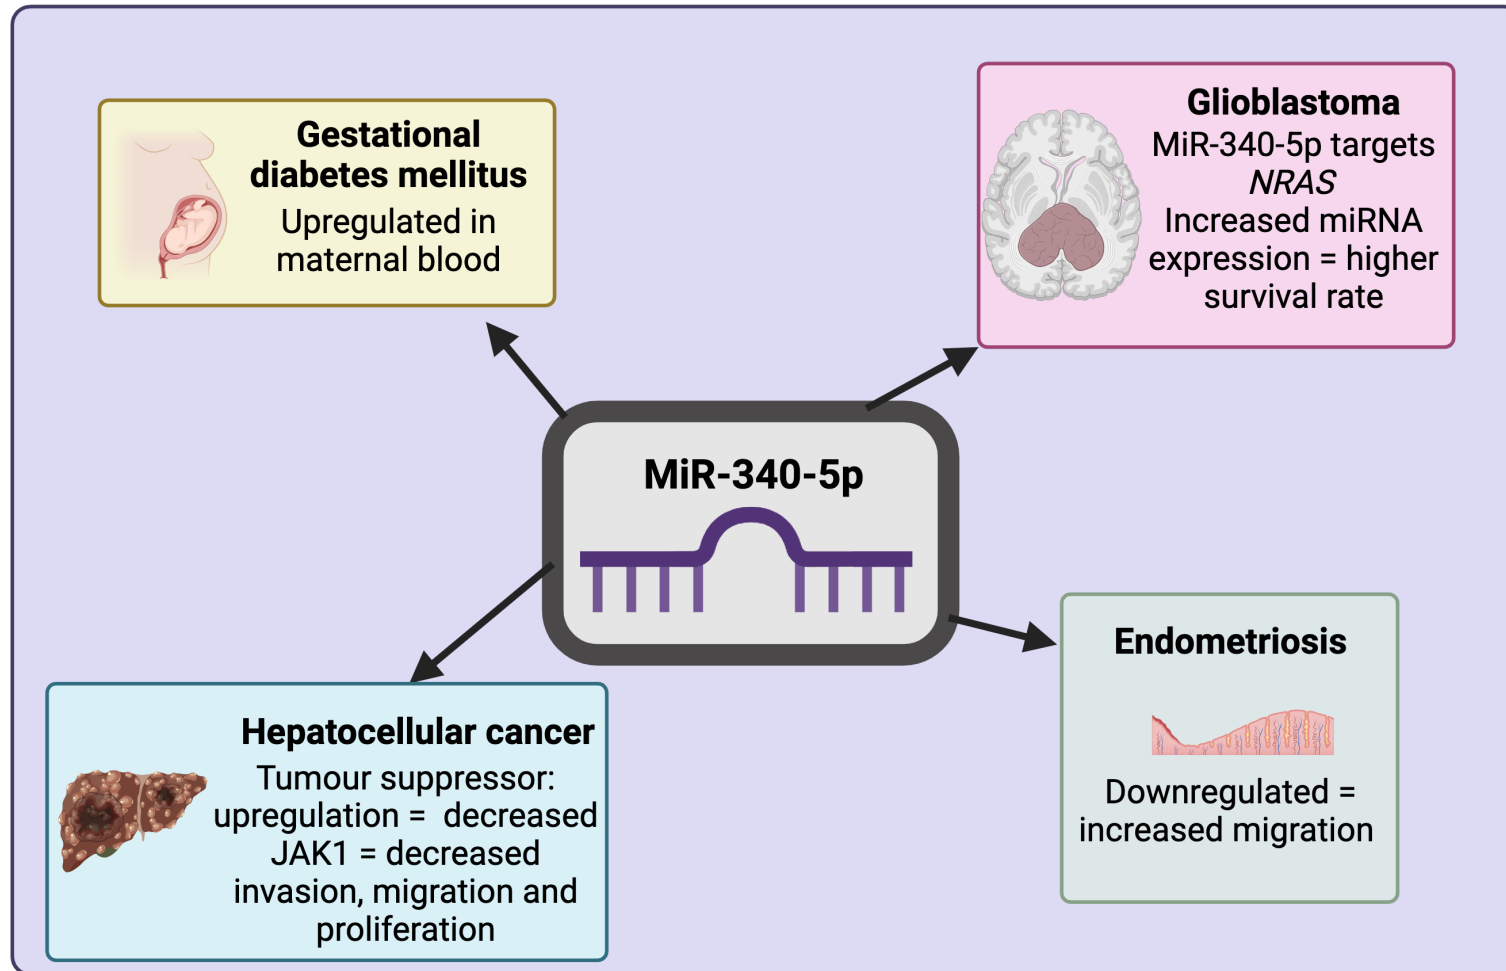 Gestational
diabetes mellitus
Upregulated in
maternal blood
Glioblastoma
MiR-340-5p targets
NRAS
Increased miRNA
expression = higher
survival rate
MiR-340-5p
Hepatocellular cancer
Tumour suppressor:
upregulation = decreased
JAK1 = decreased
invasion, migration and
proliferation
Endometriosis
Downregulated =
increased migration